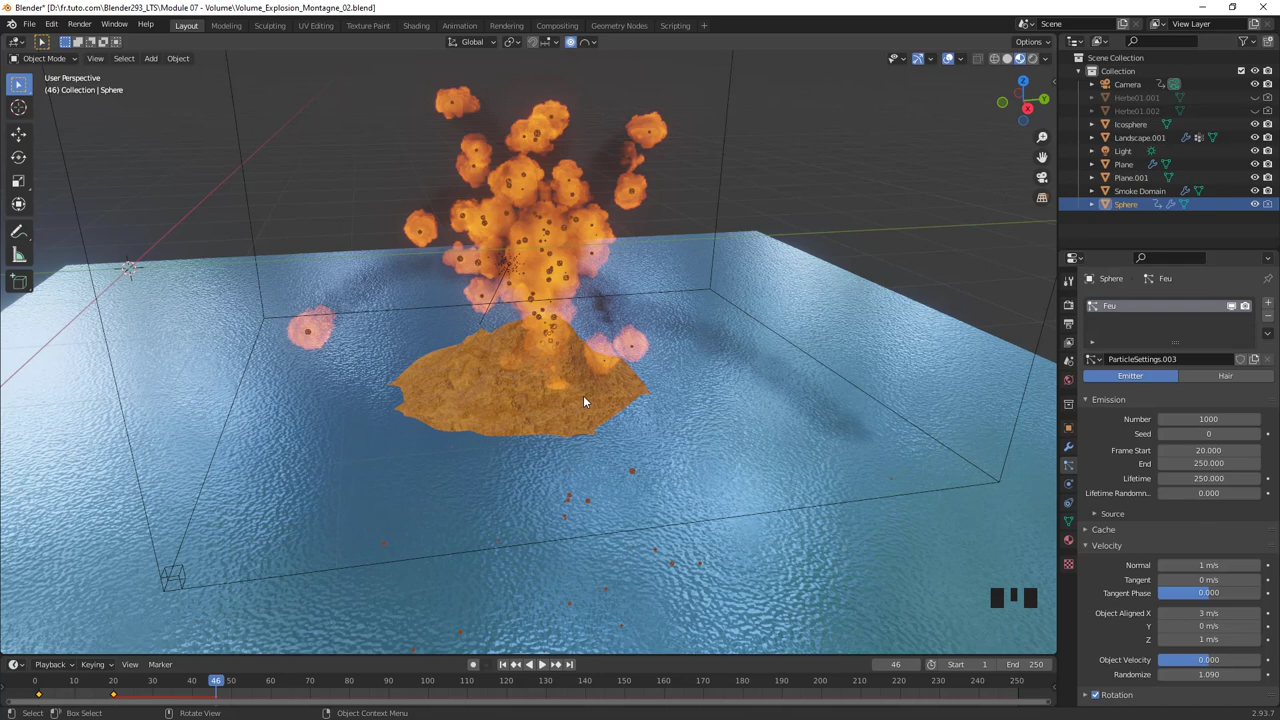 Blender* [D:\fr.tuto.com\Blender293_LTS\Module 07 - Volume\Volume_Explosion_Montagne_02.blend]
File Edit Render Window Help Layout Modeling Sculpting UV Editing Texture Paint Shading Animation Rendering Compositing Geometry Nodes Scripting + Scene View Layer
Global Options
Object Mode View Select Add Object
User Perspective
(46) Collection | Sphere
Z
Y
X
Scene Collection
Collection
Camera
Herbe01.001
Herbe01.002
Icosphere
Landscape.001
Light
Plane
Plane.001
Smoke Domain
Sphere
Sphere Feu
Feu
ParticleSettings.003
Emitter Hair
Emission
Number 1000
Seed 0
Frame Start 20.000
End 250.000
Lifetime 250.000
Lifetime Randomn.. 0.000
Source
Cache
Velocity
Normal 1 m/s
Tangent 0 m/s
Tangent Phase 0.000
Object Aligned X 3 m/s
Y 0 m/s
Z 1 m/s
Object Velocity 0.000
Randomize 1.090
Rotation
Playback Keying View Marker 46 Start 1 End 250
0 10 20 30 40 46 50 60 70 80 90 100 110 120 130 140 150 160 170 180 190 200 210 220 230 240 250
Select Box Select Rotate View Object Context Menu 2.93.7